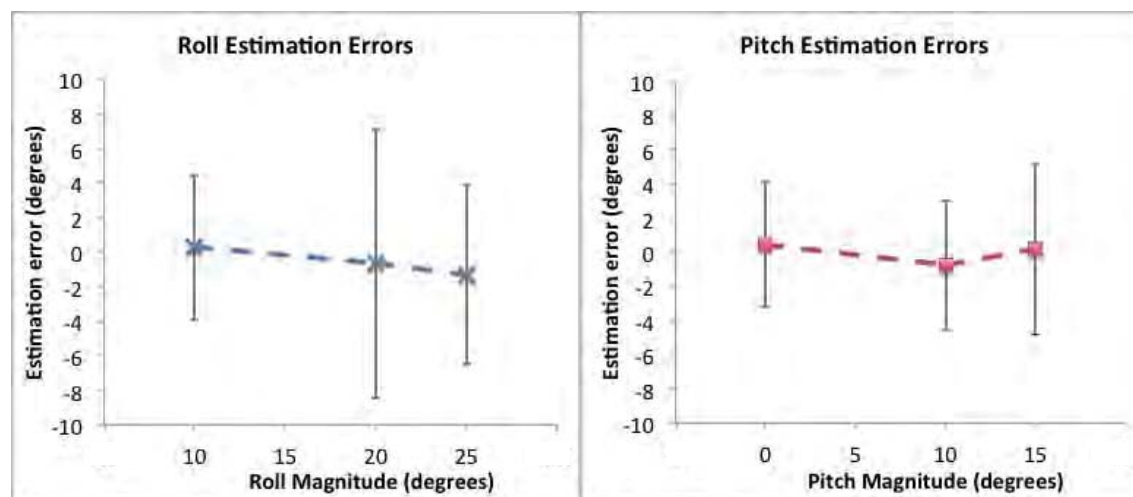 Roll Estimation Errors
Estimation error (degrees)
10
8
6
4
2
0
-2
-4
-6
-8
-10
10 15 20 25
Roll Magnitude (degrees)
Pitch Estimation Errors
Estimation error (degrees)
10
8
6
4
2
0
-2
-4
-6
-8
-10
0 5 10 15
Pitch Magnitude (degrees)